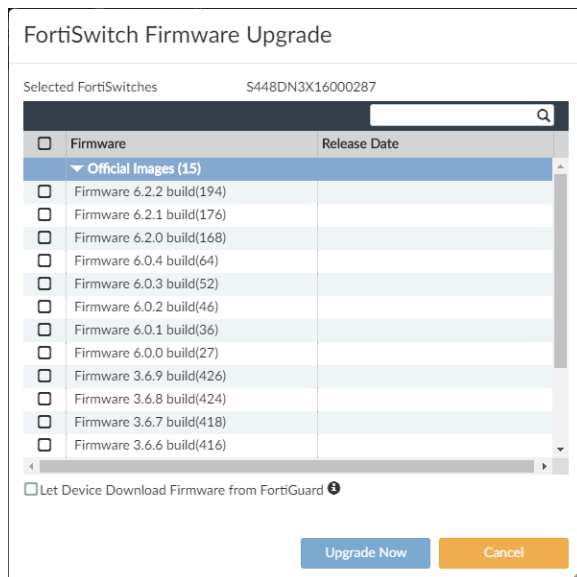 FortiSwitch Firmware Upgrade
Selected FortiSwitches S448DN3X16000287
Firmware Release Date
Official Images (15)
Firmware 6.2.2 build(194)
Firmware 6.2.1 build(176)
Firmware 6.2.0 build(168)
Firmware 6.0.4 build(64)
Firmware 6.0.3 build(52)
Firmware 6.0.2 build(46)
Firmware 6.0.1 build(36)
Firmware 6.0.0 build(27)
Firmware 3.6.9 build(426)
Firmware 3.6.8 build(424)
Firmware 3.6.7 build(418)
Firmware 3.6.6 build(416)
Let Device Download Firmware from FortiGuard
Upgrade Now Cancel